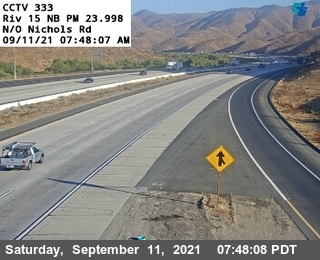 CCTV 333
Riv 15 NB PM 23.998
N/O Nichols Rd
09/11/21 07:48:07 AM
Saturday, September 11, 2021 07:48:08 PDT